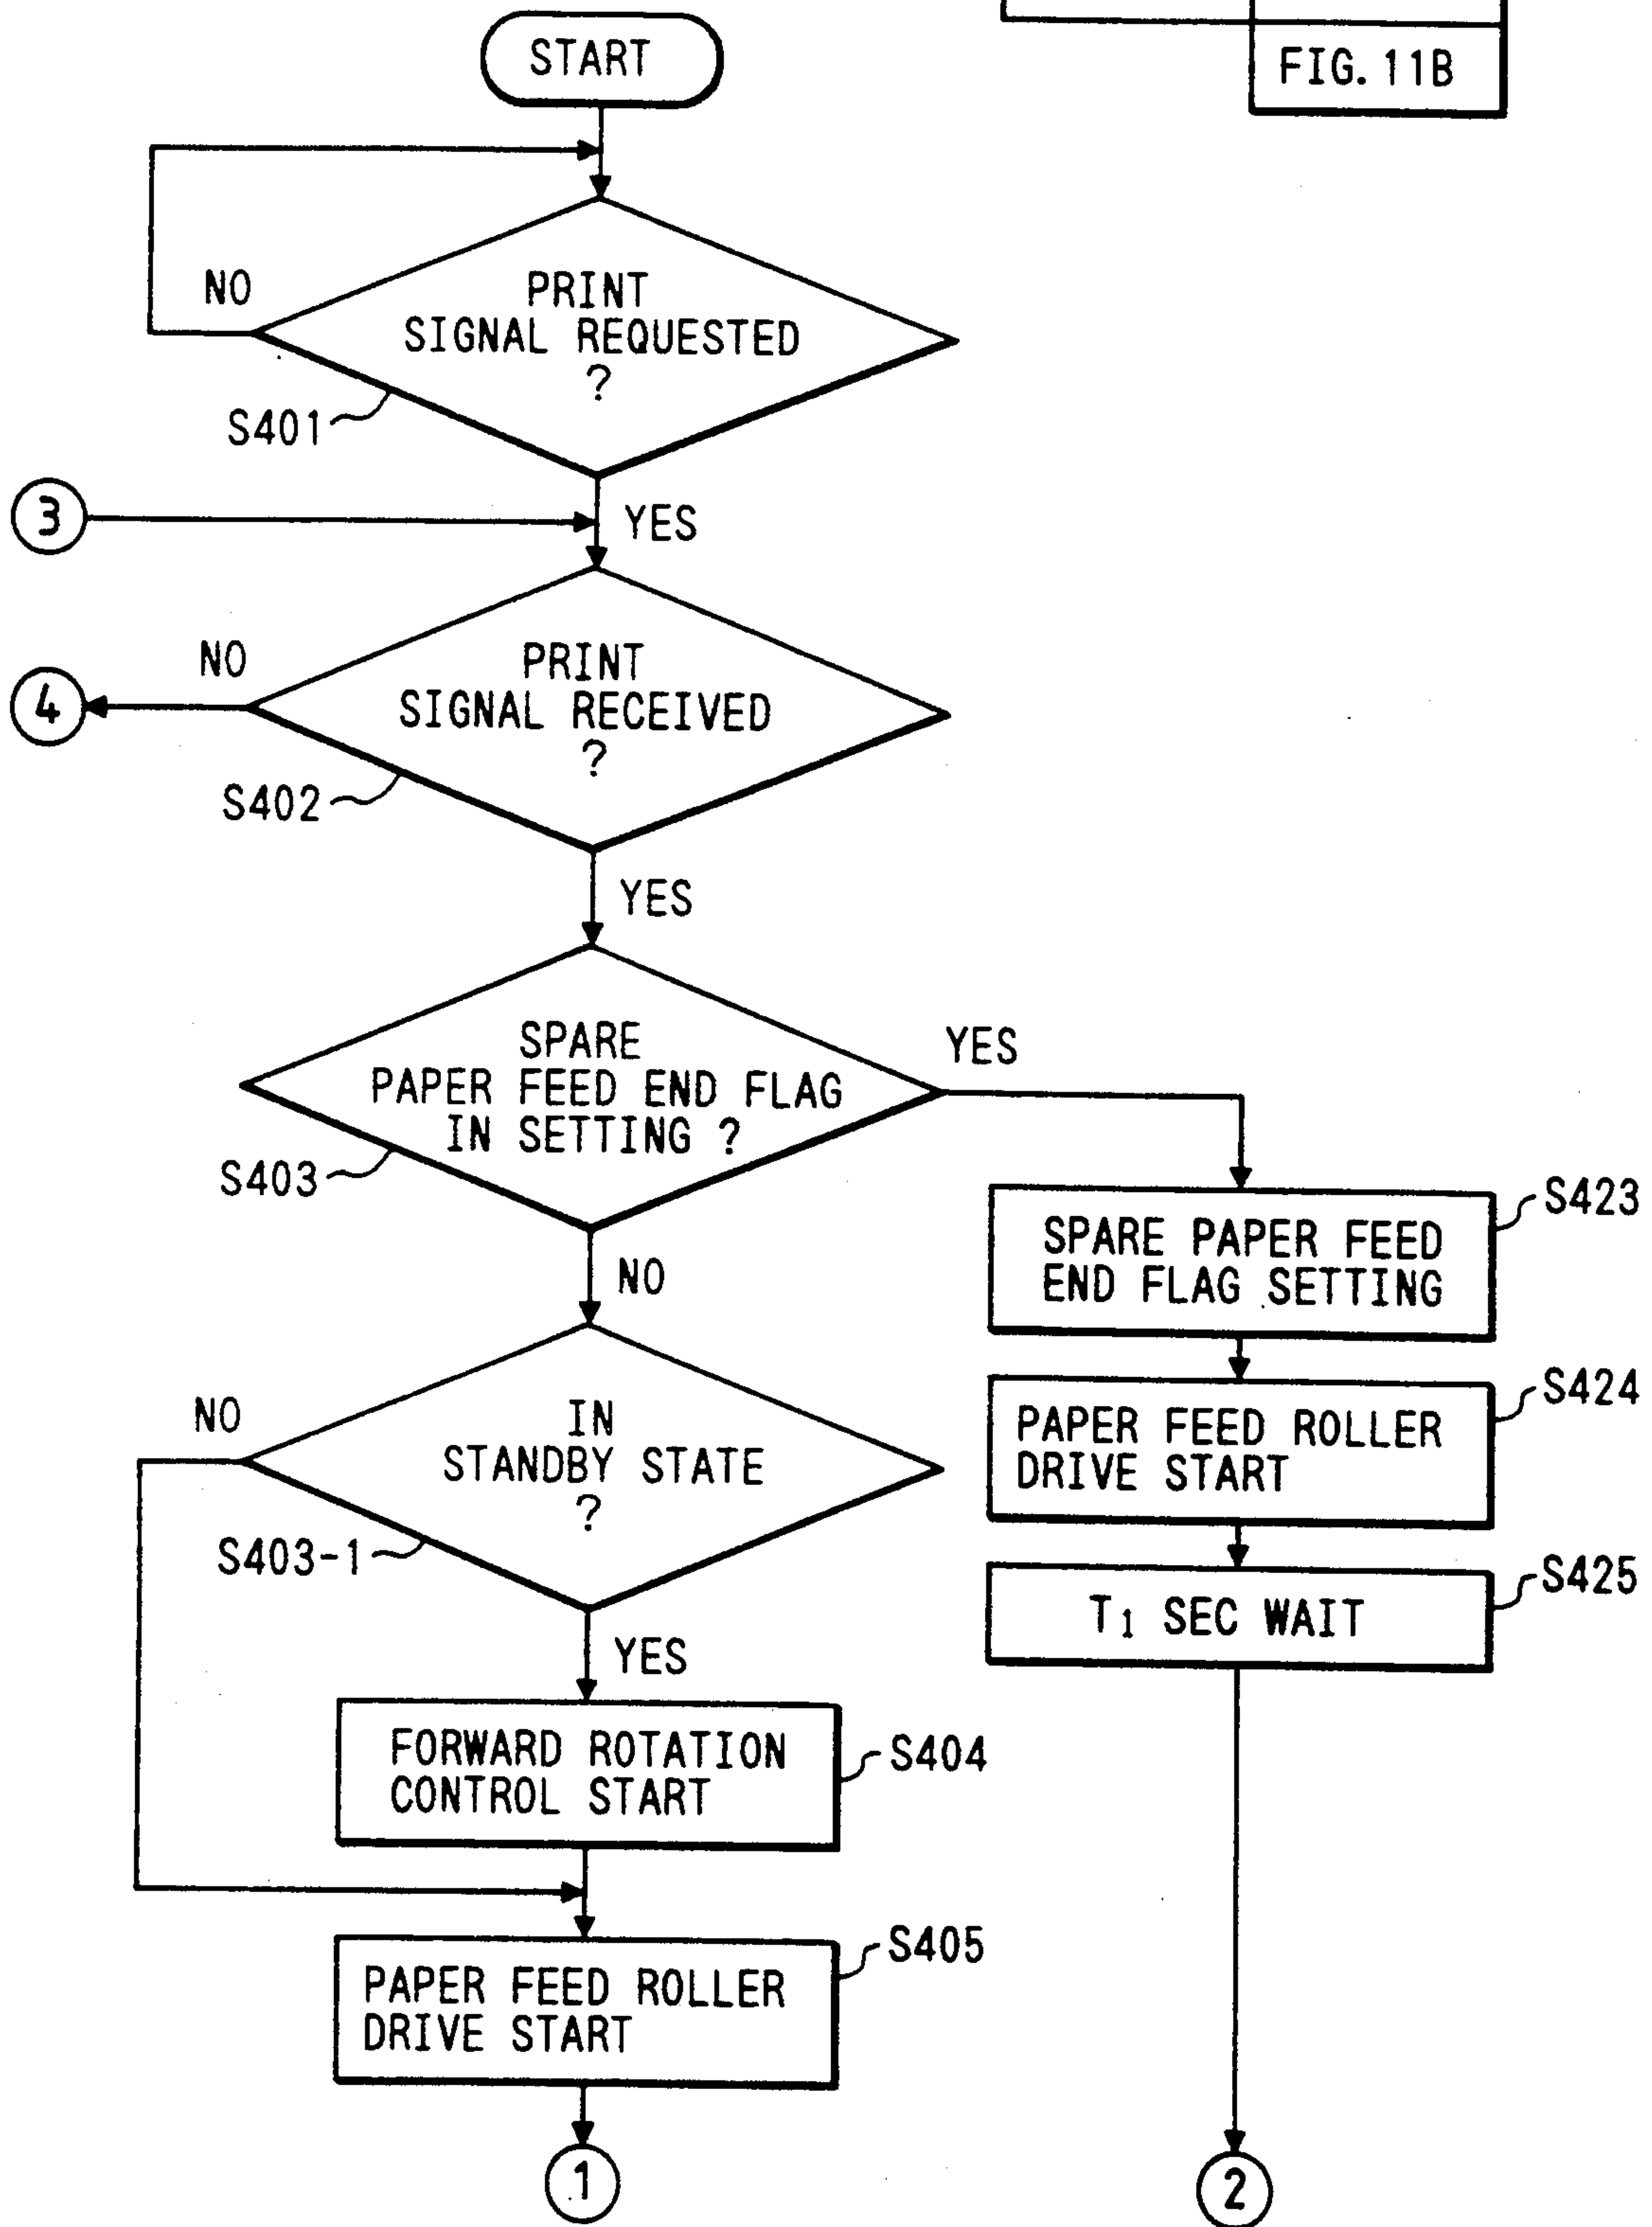 FIG. 11B
START
NO
PRINT
SIGNAL REQUESTED
?
S401
3
YES
NO
PRINT
SIGNAL RECEIVED
?
4
S402
YES
SPARE
PAPER FEED END FLAG
IN SETTING ?
YES
S403
NO
S423
SPARE PAPER FEED
END FLAG SETTING
S424
PAPER FEED ROLLER
DRIVE START
S425
T1 SEC WAIT
NO
IN
STANDBY STATE
?
S403-1
YES
FORWARD ROTATION
CONTROL START
S404
S405
PAPER FEED ROLLER
DRIVE START
1
2